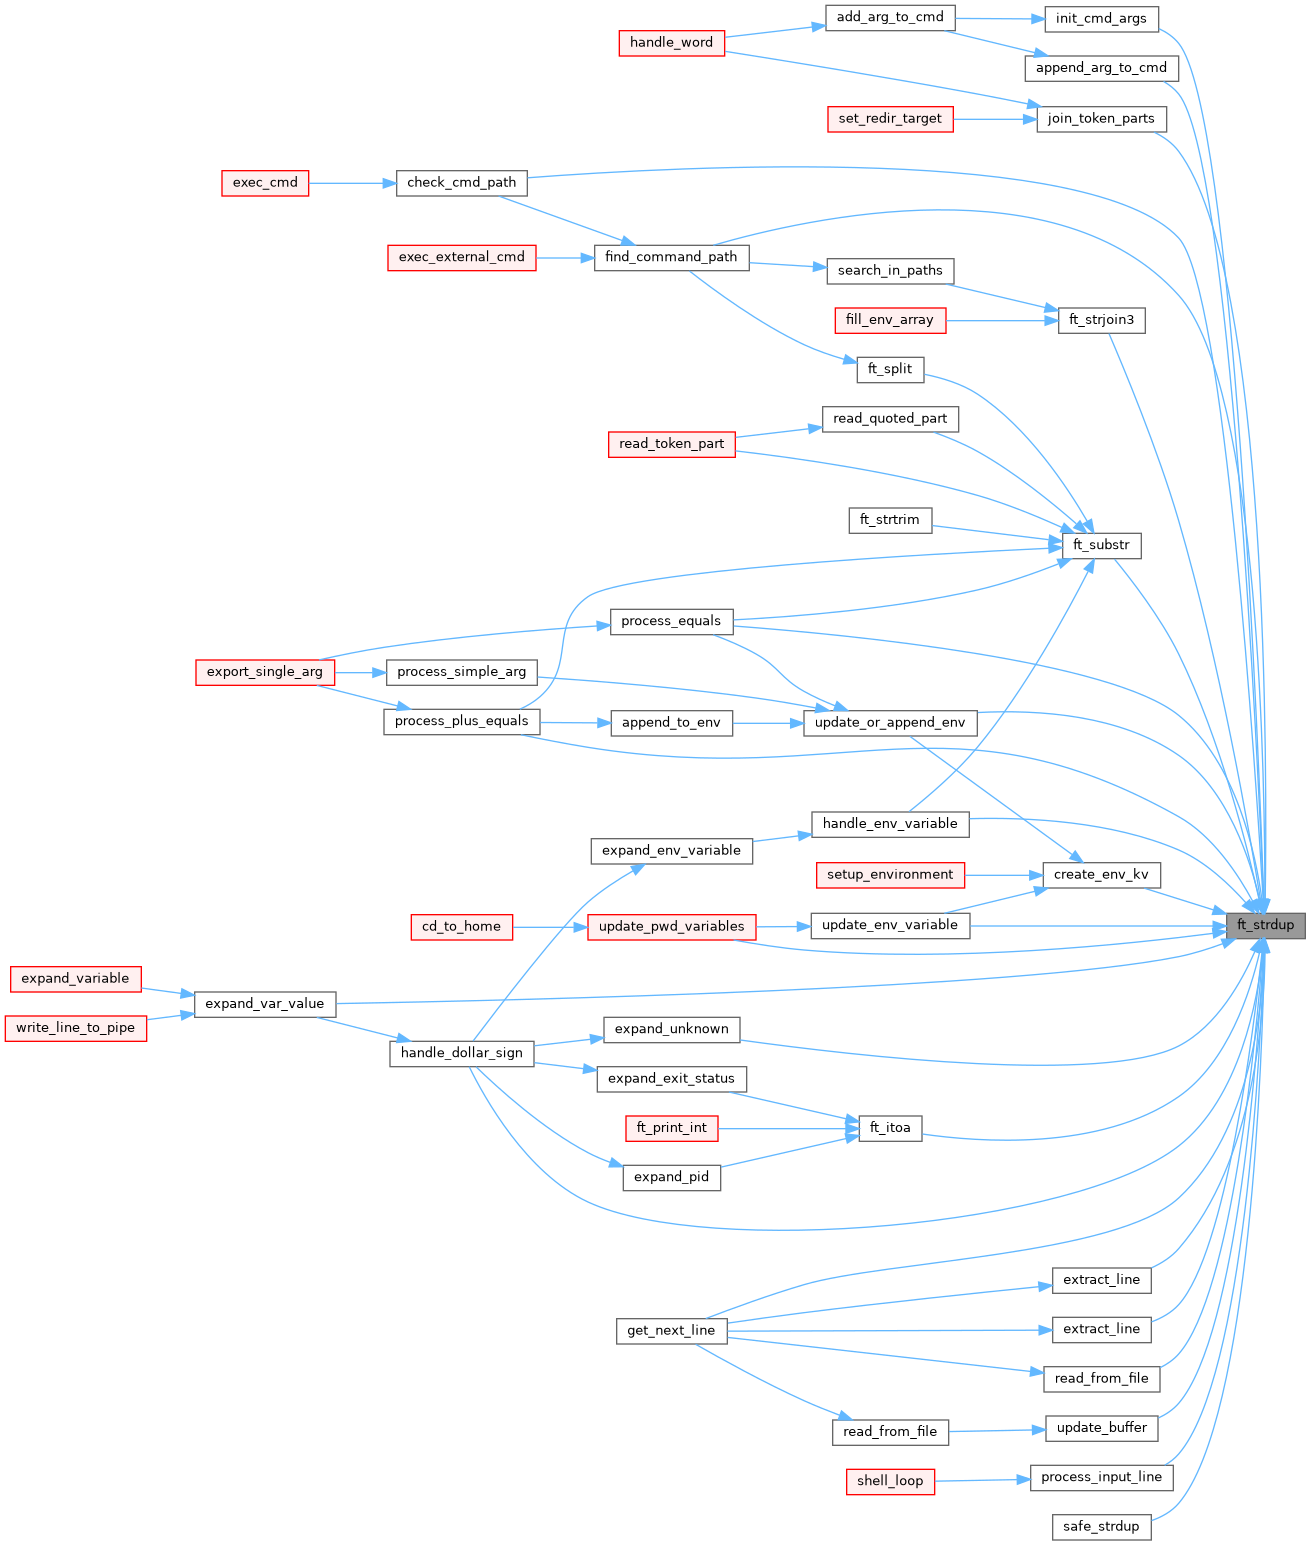 add_arg_to_cmd
init_cmd_args
handle_word
append_arg_to_cmd
set_redir_target
join_token_parts
exec_cmd
check_cmd_path
exec_external_cmd
find_command_path
search_in_paths
fill_env_array
ft_strjoin3
ft_split
read_quoted_part
read_token_part
ft_strtrim
ft_substr
process_equals
export_single_arg
process_simple_arg
process_plus_equals
append_to_env
update_or_append_env
handle_env_variable
expand_env_variable
setup_environment
create_env_kv
cd_to_home
update_pwd_variables
update_env_variable
ft_strdup
expand_variable
expand_var_value
write_line_to_pipe
expand_unknown
handle_dollar_sign
expand_exit_status
ft_print_int
ft_itoa
expand_pid
extract_line
get_next_line
extract_line
read_from_file
read_from_file
update_buffer
shell_loop
process_input_line
safe_strdup